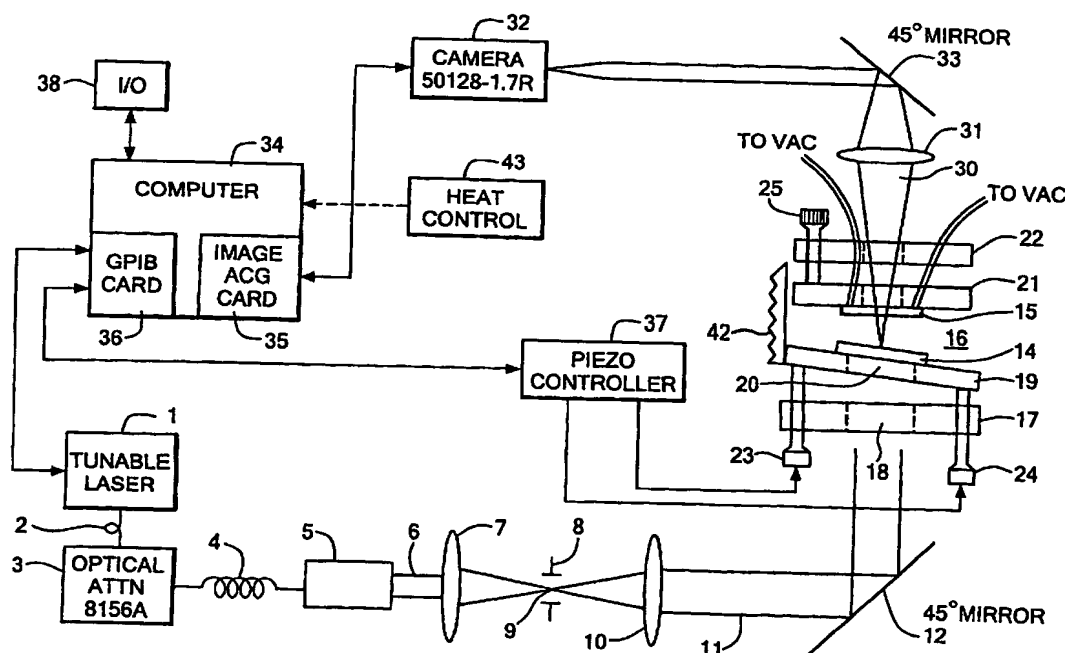 32
CAMERA
50128-1.7R
45° MIRROR
33
38
I/O
34
COMPUTER
43
HEAT
CONTROL
TO VAC
31
30
TO VAC
25
22
21
15
GPIB
CARD
IMAGE
ACG
CARD
36
35
42
16
14
37
PIEZO
CONTROLLER
20
19
17
18
23
24
1
TUNABLE
LASER
2
3
OPTICAL
ATTN
8156A
4
5
6
7
8
9
10
11
12
45° MIRROR